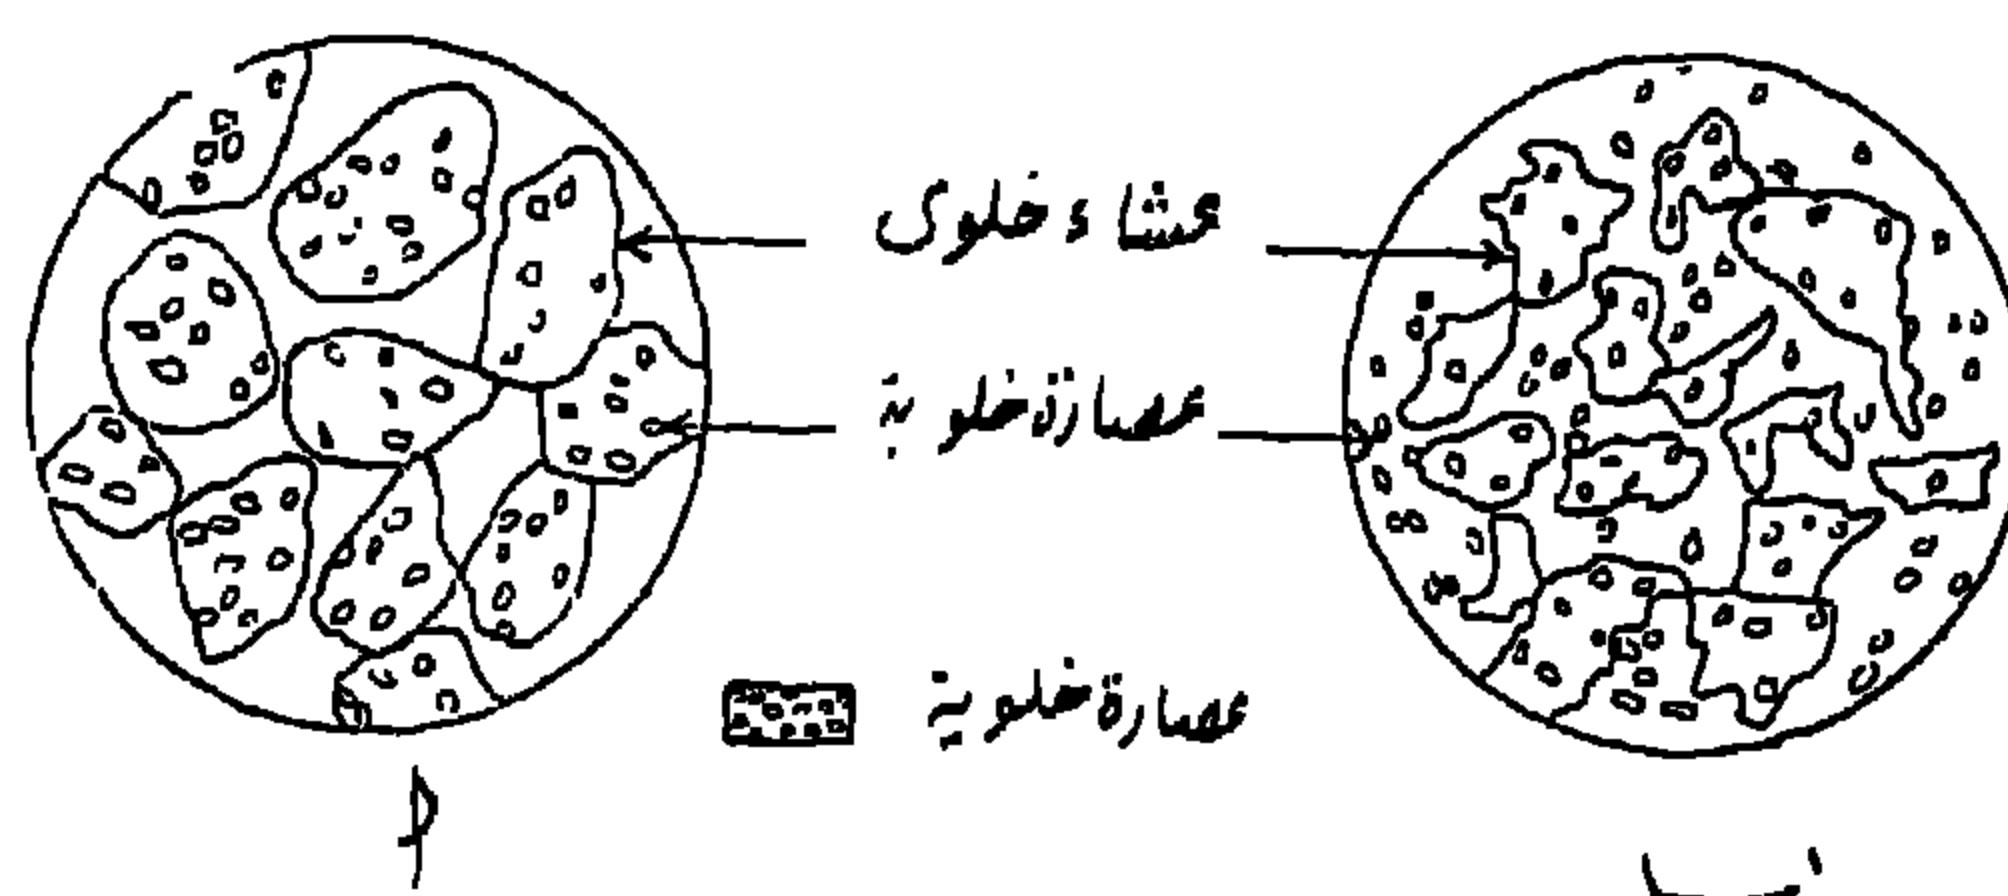 غشاء خلوى
عصارة خلوية
عصارة خلوية
أ
ب